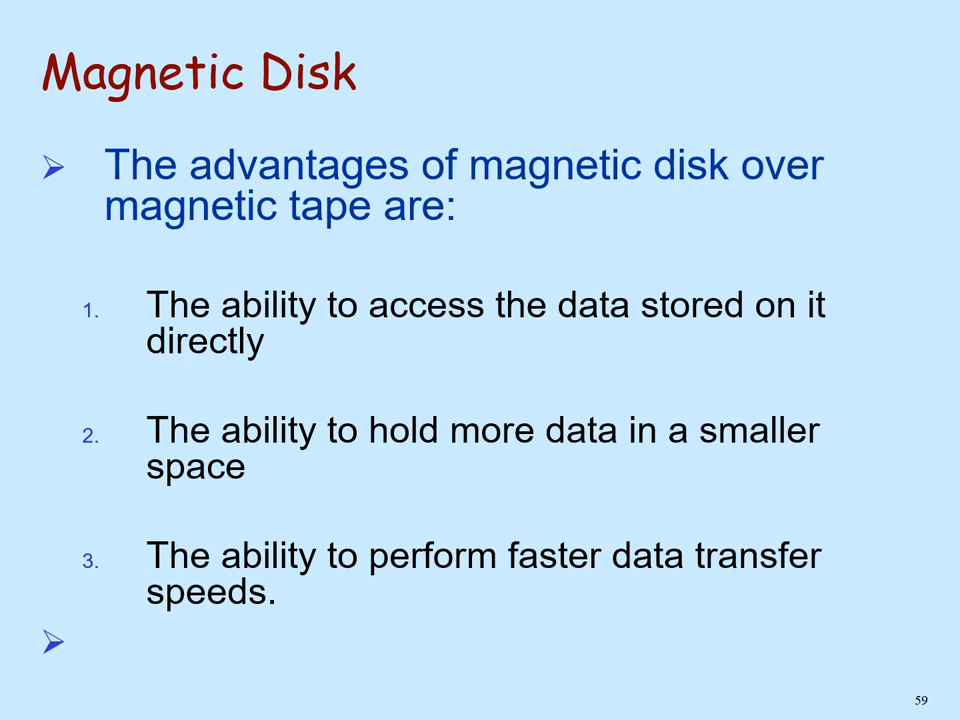 Magnetic Disk
➢ The advantages of magnetic disk over
magnetic tape are:
1. The ability to access the data stored on it
directly
2. The ability to hold more data in a smaller
space
3. The ability to perform faster data transfer
speeds.
➢
59